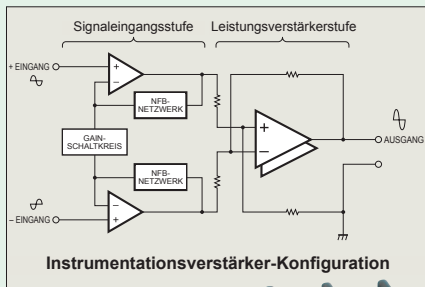 Signaleingangsstufe Leistungsverstärkerstufe
+ EINGANG
NFB-
NETZWERK
GAIN-
SCHALTKREIS
NFB-
NETZWERK
– EINGANG
AUSGANG
Instrumentationsverstärker-Konfiguration